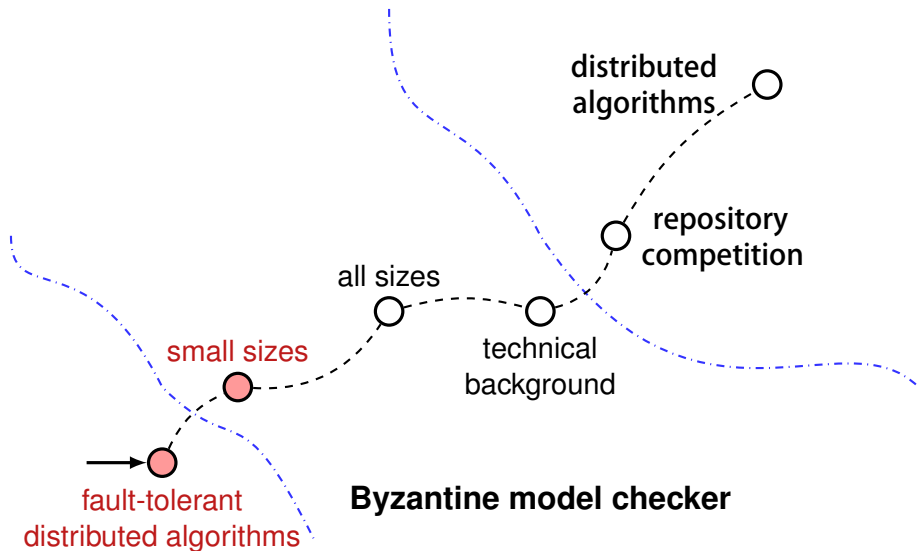 distributed
algorithms
repository
competition
all sizes
technical
background
small sizes
fault-tolerant
distributed algorithms
Byzantine model checker